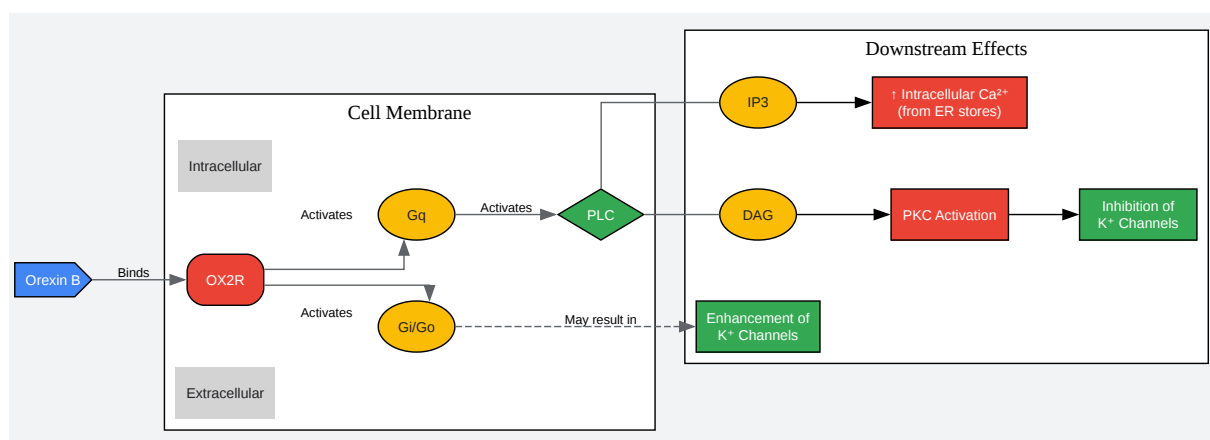 Downstream Effects
Cell Membrane
IP3
↑ Intracellular Ca²⁺
(from ER stores)
Intracellular
Activates
Gq
Activates
PLC
DAG
PKC Activation
Inhibition of
K⁺ Channels
Orexin B
Binds
OX2R
Activates
Gi/Go
May result in
Enhancement of
K⁺ Channels
Extracellular